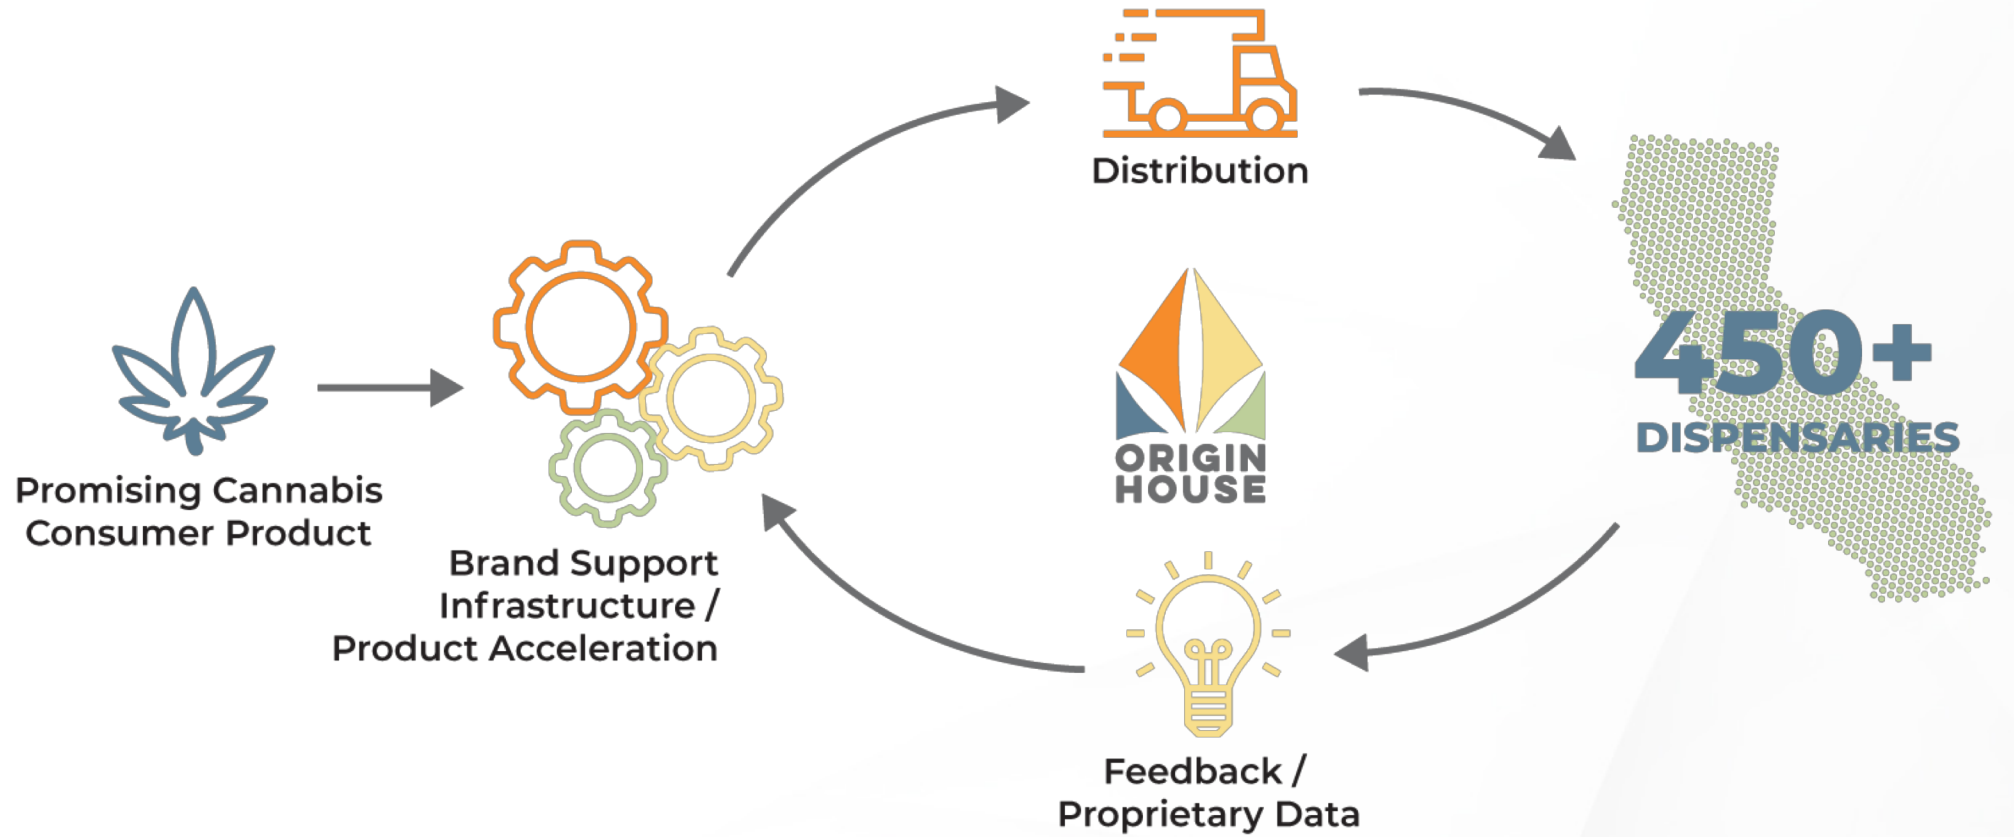 Distribution
450+
DISPENSARIES
ORIGIN
HOUSE
Promising Cannabis
Consumer Product
Brand Support
Infrastructure /
Product Acceleration
Feedback /
Proprietary Data